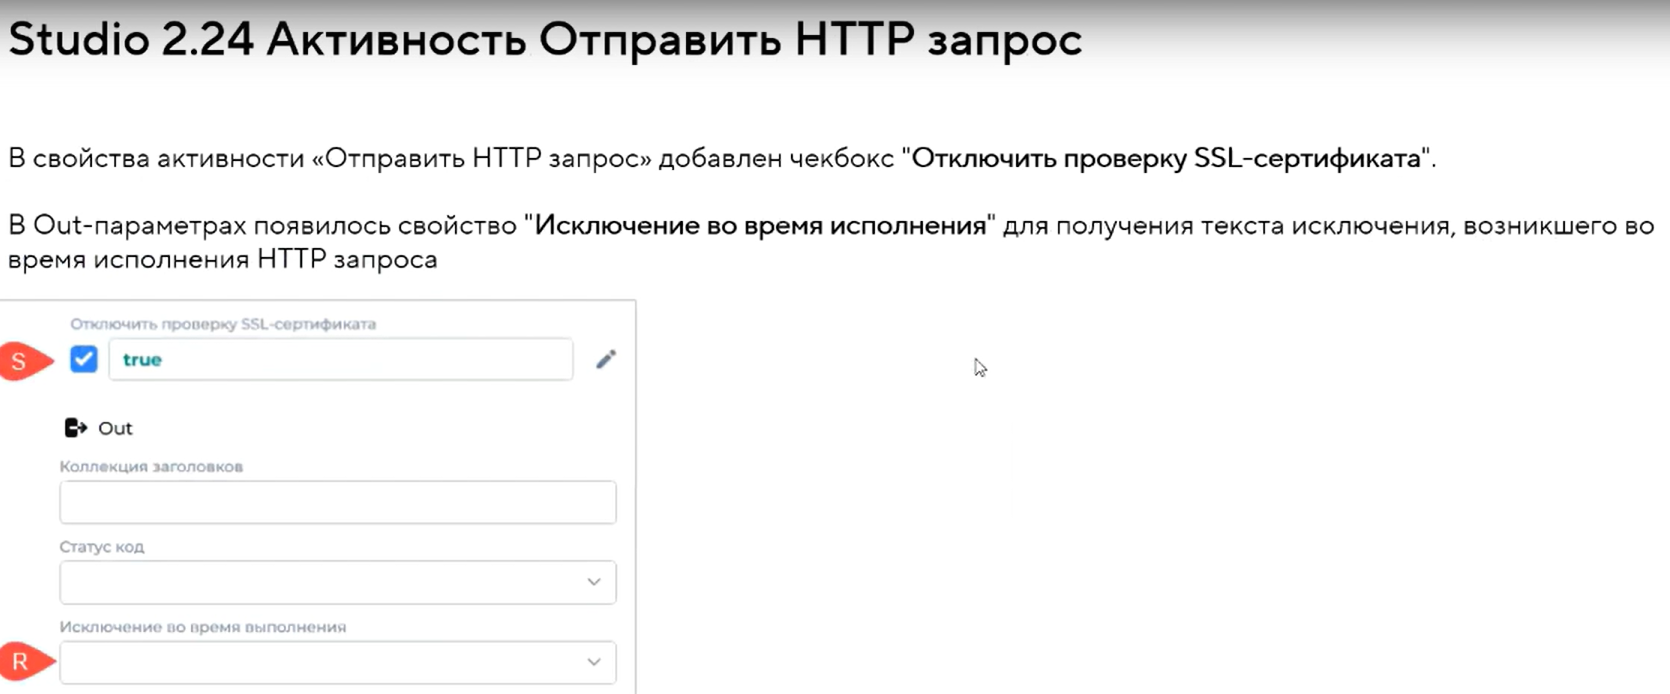 Studio 2.24 Активность Отправить HTTP запрос
В свойства активности «Отправить HTTP запрос» добавлен чекбокс "Отключить проверку SSL-сертификата".
В Out-параметрах появилось свойство "Исключение во время исполнения" для получения текста исключения, возникшего во
время исполнения HTTP запроса
Отключить проверку SSL-сертификата
S
true
Out
Коллекция заголовков
Статус код
Исключение во время выполнения
R